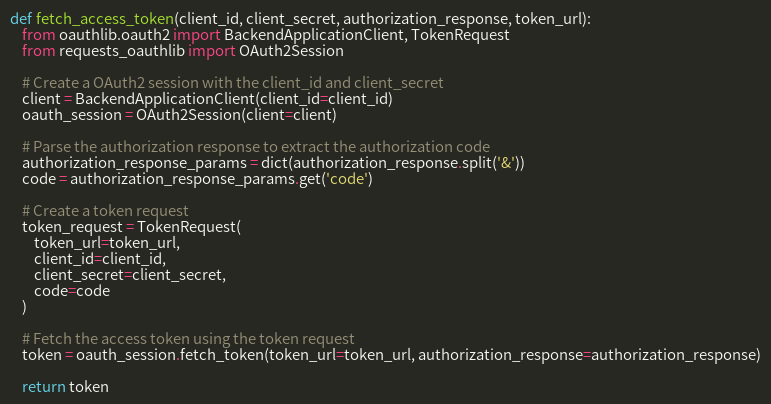 def fetch_access_token(client_id, client_secret, authorization_response, token_url):
    from oauthlib.oauth2 import BackendApplicationClient, TokenRequest
    from requests_oauthlib import OAuth2Session

    # Create a OAuth2 session with the client_id and client_secret
    client = BackendApplicationClient(client_id=client_id)
    oauth_session = OAuth2Session(client=client)

    # Parse the authorization response to extract the authorization code
    authorization_response_params = dict(authorization_response.split('&'))
    code = authorization_response_params.get('code')

    # Create a token request
    token_request = TokenRequest(
        token_url=token_url,
        client_id=client_id,
        client_secret=client_secret,
        code=code
    )

    # Fetch the access token using the token request
    token = oauth_session.fetch_token(token_url=token_url, authorization_response=authorization_response)

    return token